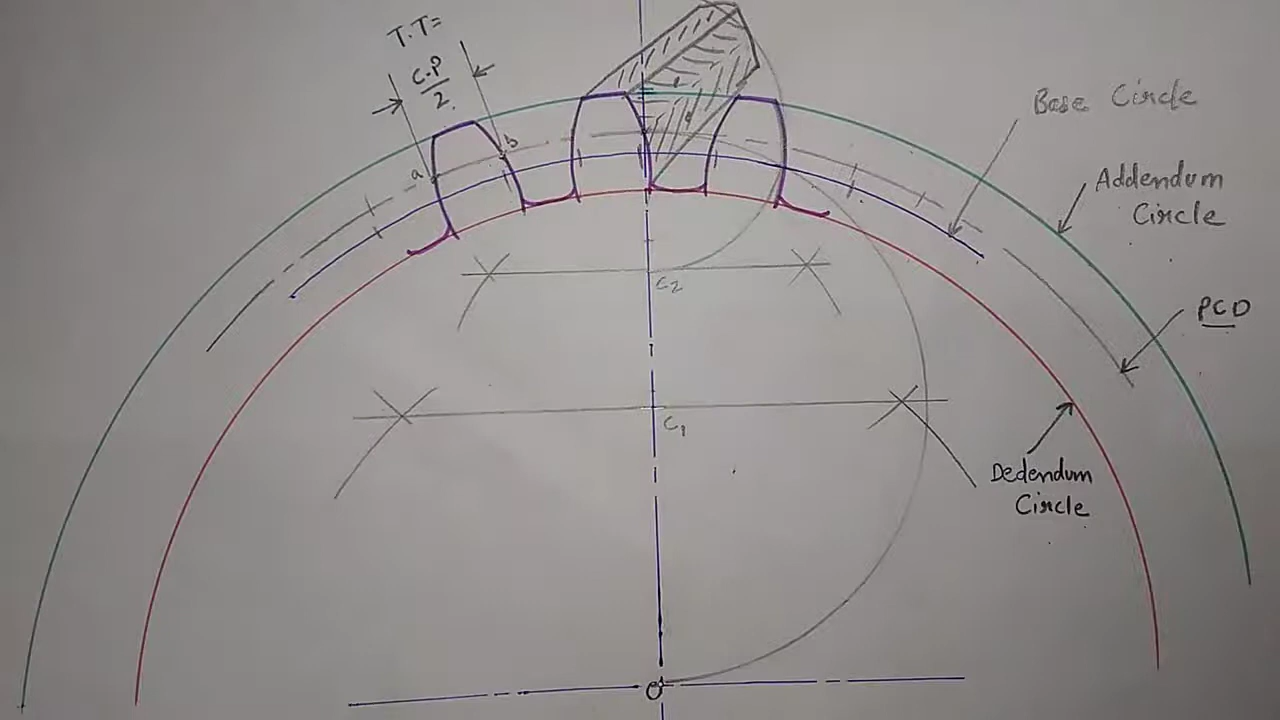 T.T=
C.P
2
b
a
a
Base Circle
Addendum
Circle
C2
PCD
C1
Dedendum
Circle
O